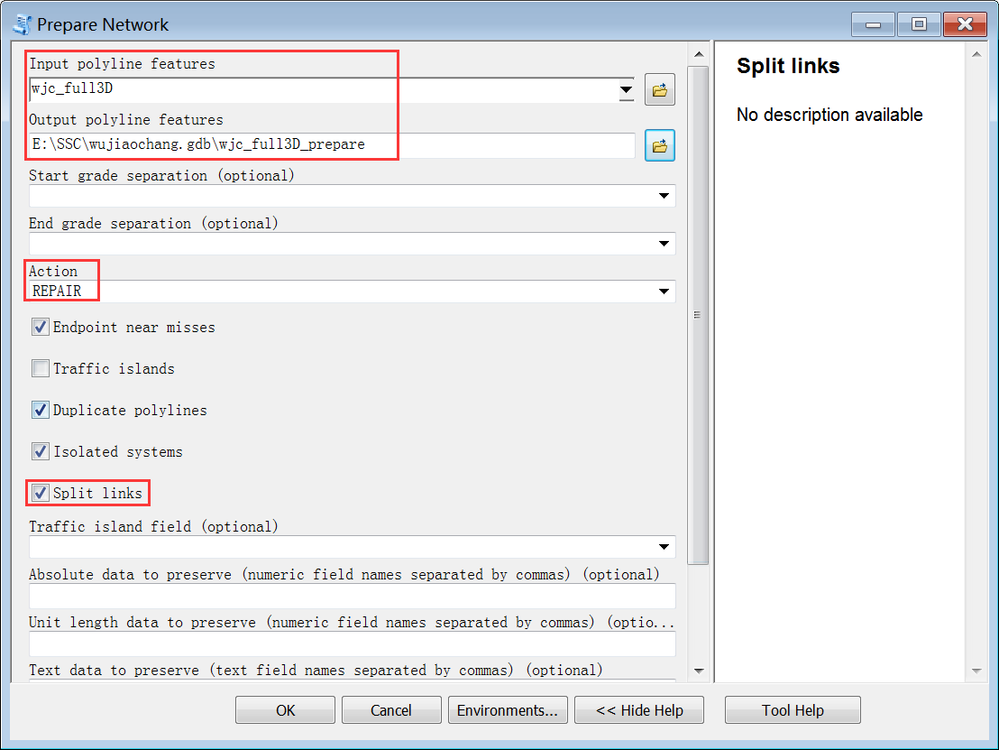 Prepare Network
Input polyline features
wjc_full3D
Output polyline features
E:\SSC\wujiaochang.gdb\wjc_full3D_prepare
Start grade separation (optional)
End grade separation (optional)
Action
REPAIR
Endpoint near misses
Traffic islands
Duplicate polylines
Isolated systems
Split links
Traffic island field (optional)
Absolute data to preserve (numeric field names separated by commas) (optional)
Unit length data to preserve (numeric field names separated by commas) (optio...
Text data to preserve (text field names separated by commas) (optional)
Split links
No description available
OK
Cancel
Environments...
<< Hide Help
Tool Help